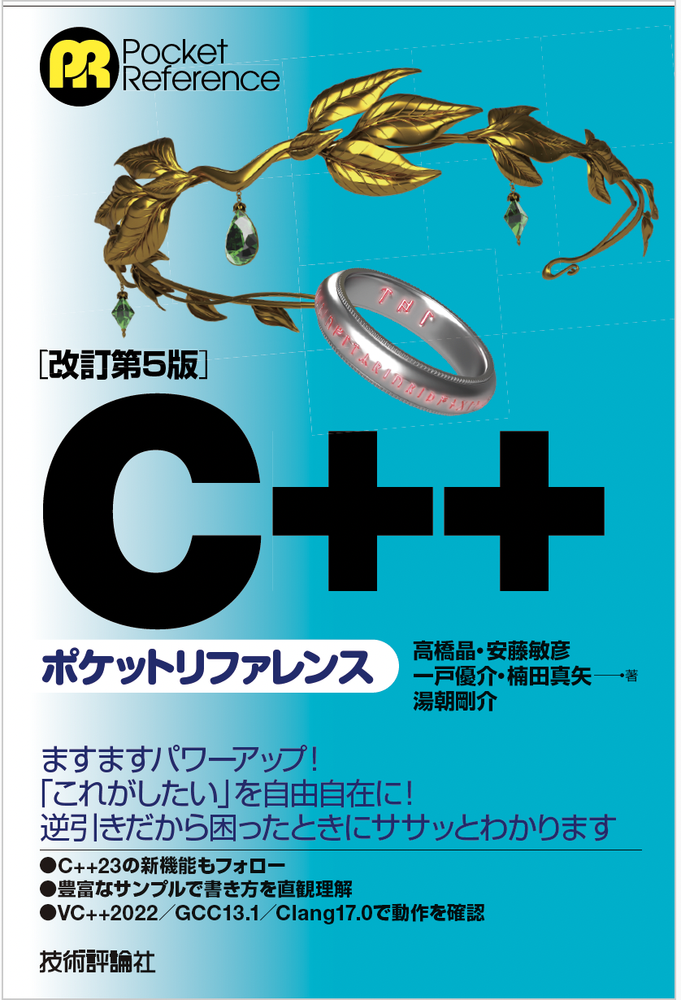 PR
Pocket
Reference
[改訂第5版]
C++
ポケットリファレンス
高橋晶・安藤敏彦
一戸優介・楠田真矢──・著
湯朝剛介
ますますパワーアップ!
「これがしたい」を自由自在に!
逆引きだから困ったときにササッとわかります
●C++23の新機能もフォロー
●豊富なサンプルで書き方を直観理解
●VC++2022/GCC13.1/Clang17.0で動作を確認
技術評論社